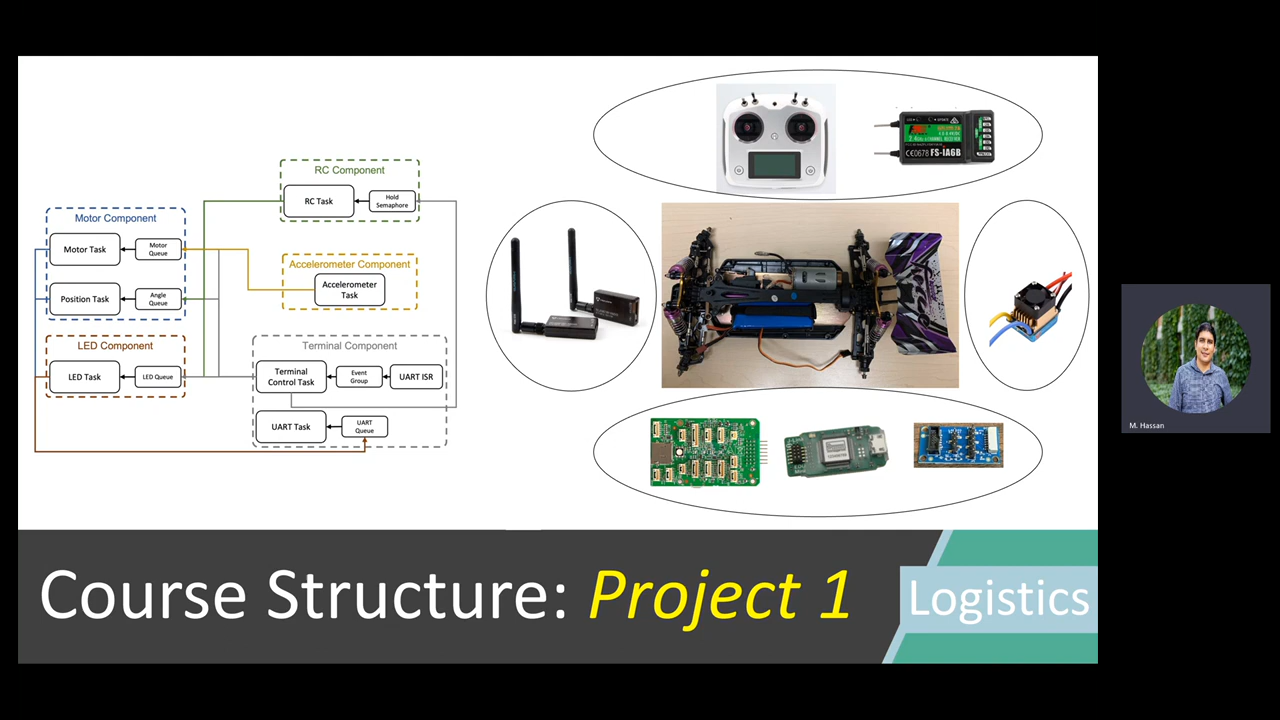 RC Component
RC Task
Hold
Semaphore
Motor Component
Motor Task
Motor
Queue
Position Task
Angle
Queue
Accelerometer Component
Accelerometer
Task
LED Component
LED Task
LED Queue
Terminal Component
Terminal
Control Task
Event
Group
UART ISR
UART Task
UART
Queue
FS-IA6B
Course Structure: Project 1
Logistics
M. Hassan